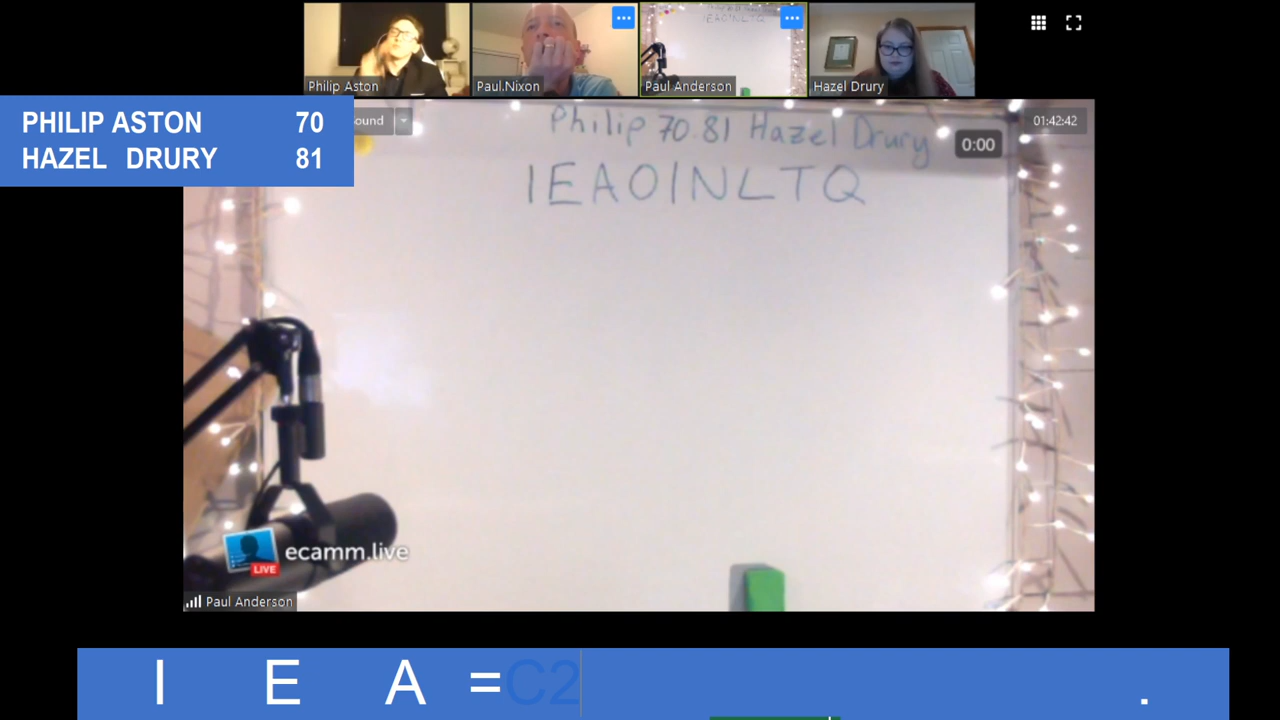 Philip Aston
Paul.Nixon
Paul Anderson
Hazel Drury
PHILIP ASTON 70
HAZEL DRURY 81
ound
01:42:42
0:00
Philip 70.81 Hazel Drury
IEAOINLTQ
ecamm.live
LIVE
Paul Anderson
I E A =C2 .